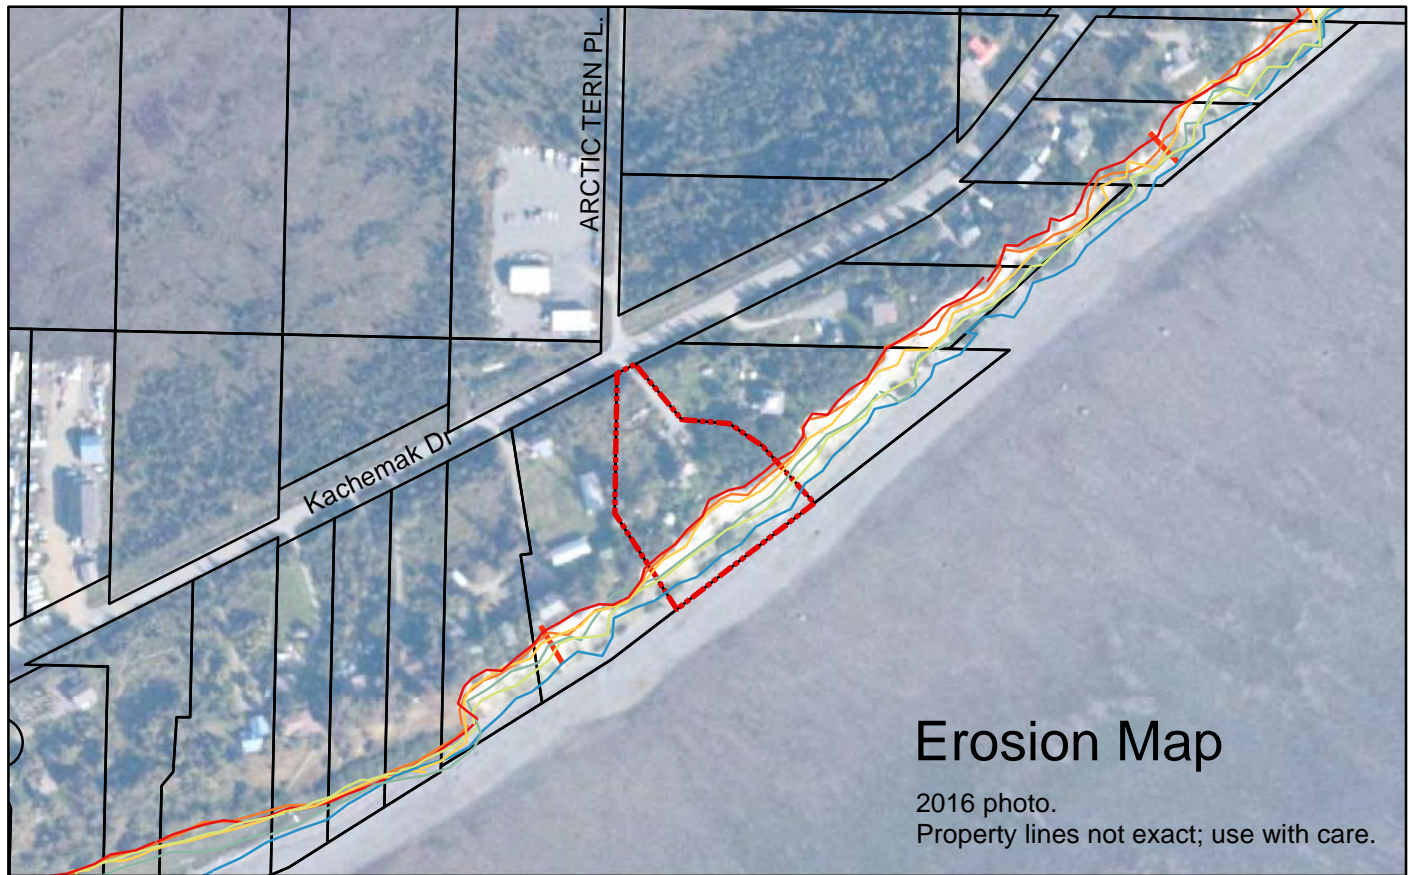 ARCTIC TERN PL.
Kachemak Dr
Erosion Map
2016 photo.
Property lines not exact; use with care.